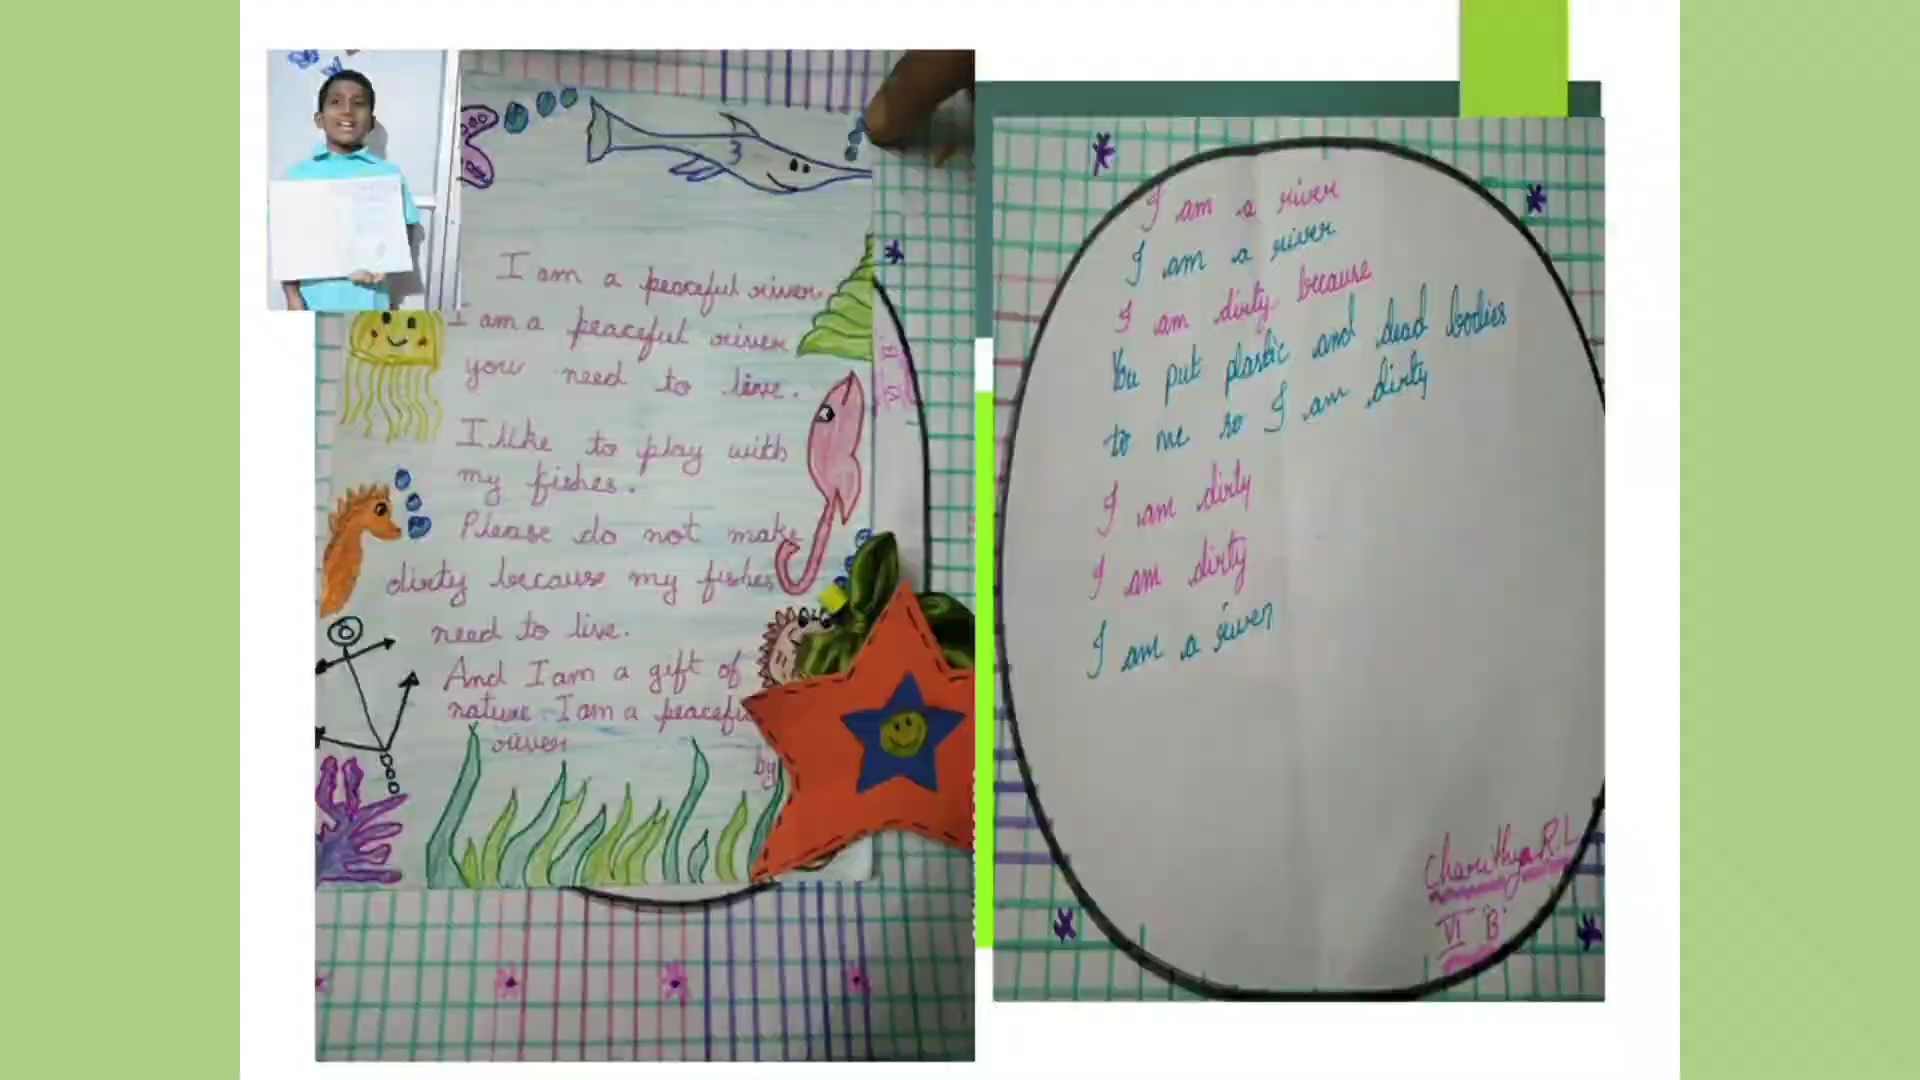 I am a peaceful river.
I am a peaceful river
you need to live.
I like to play with
my fishes.
Please do not make
dirty because my fishes
need to live.
And I am a gift of
nature. I am a peaceful
river
by
I am a river
I am a river
I am dirty because
You put plastic and dead bodies
to me so I am dirty
I am dirty
I am dirty
I am a river
Charithya R.L
VI 'B'